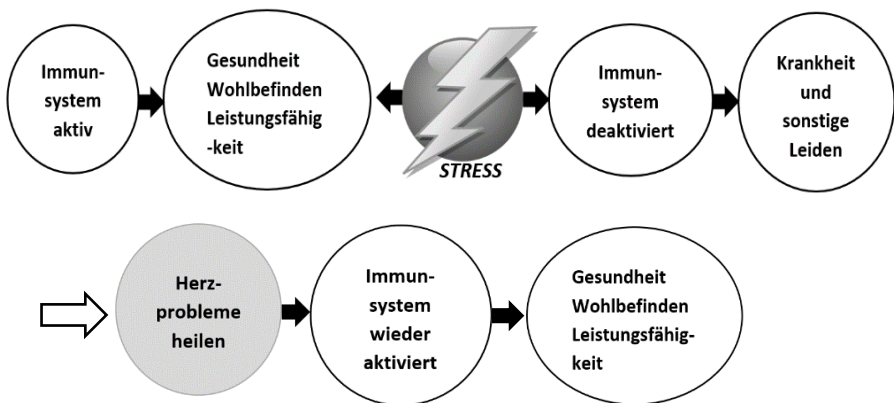 Immun-
system
aktiv
Gesundheit
Wohlbefinden
Leistungsfähig
-keit
STRESS
Immun-
system
deaktiviert
Krankheit
und
sonstige
Leiden
Herz-
probleme
heilen
Immun-
system
wieder
aktiviert
Gesundheit
Wohlbefinden
Leistungsfähig-
keit